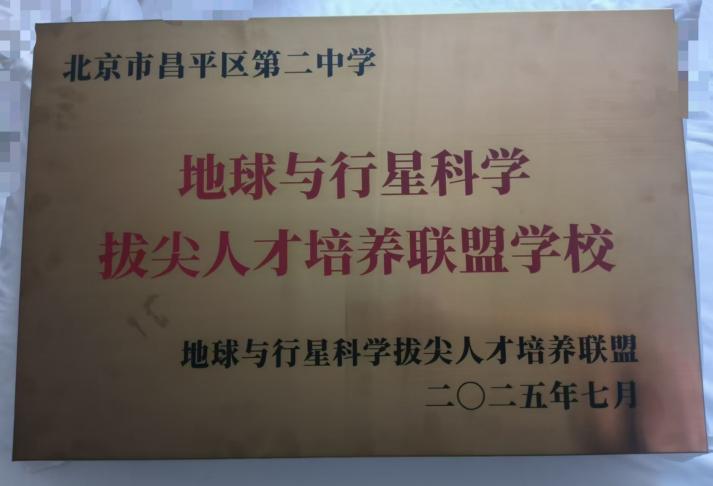 北京市昌平区第二中学
地球与行星科学
拔尖人才培养联盟学校
地球与行星科学拔尖人才培养联盟
二〇二五年七月